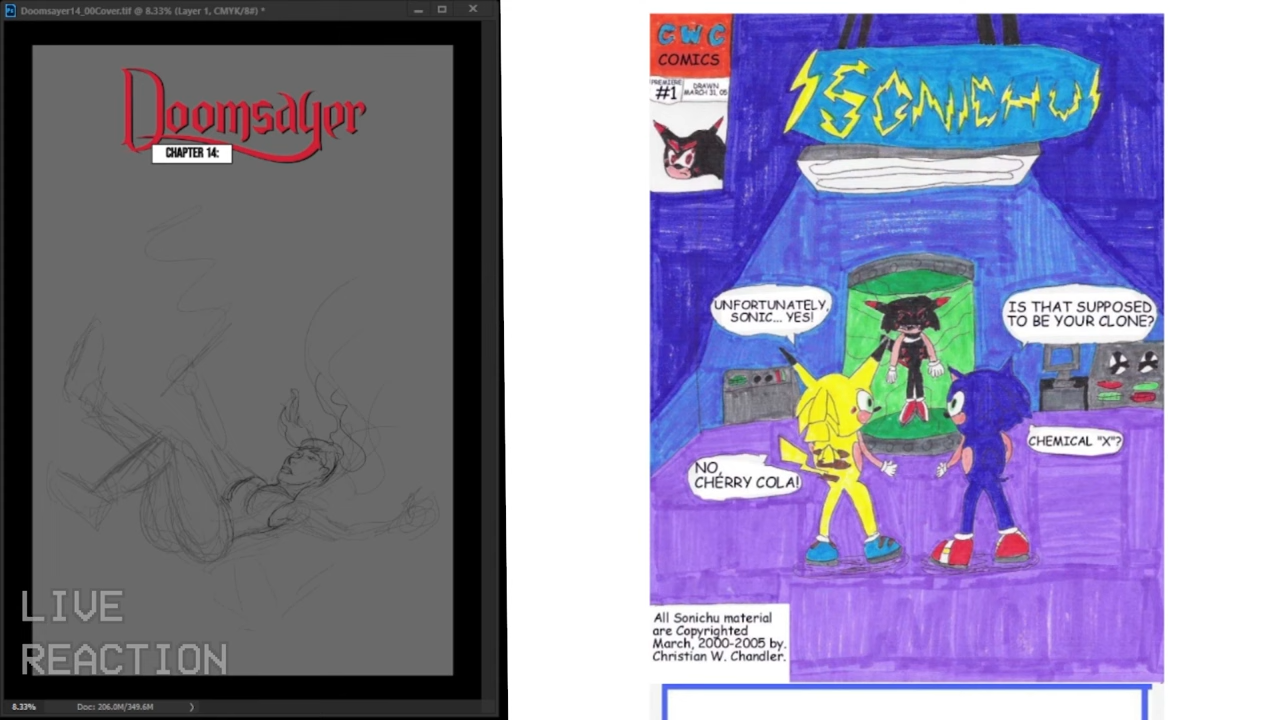 Doomsayer14_00Cover.tif @ 8.33% (Layer 1, CMYK/8#) *
Doomsayer
CHAPTER 14:
LIVE
REACTION
8.33%
Doc: 206.0M/349.6M
CWC
COMICS
PREMIERE
#1
DRAWN
MARCH 31, 05
SONICHU
UNFORTUNATELY,
SONIC... YES!
IS THAT SUPPOSED
TO BE YOUR CLONE?
CHEMICAL "X"?
NO,
CHERRY COLA!
All Sonichu material
are Copyrighted
March, 2000-2005 by.
Christian W. Chandler.